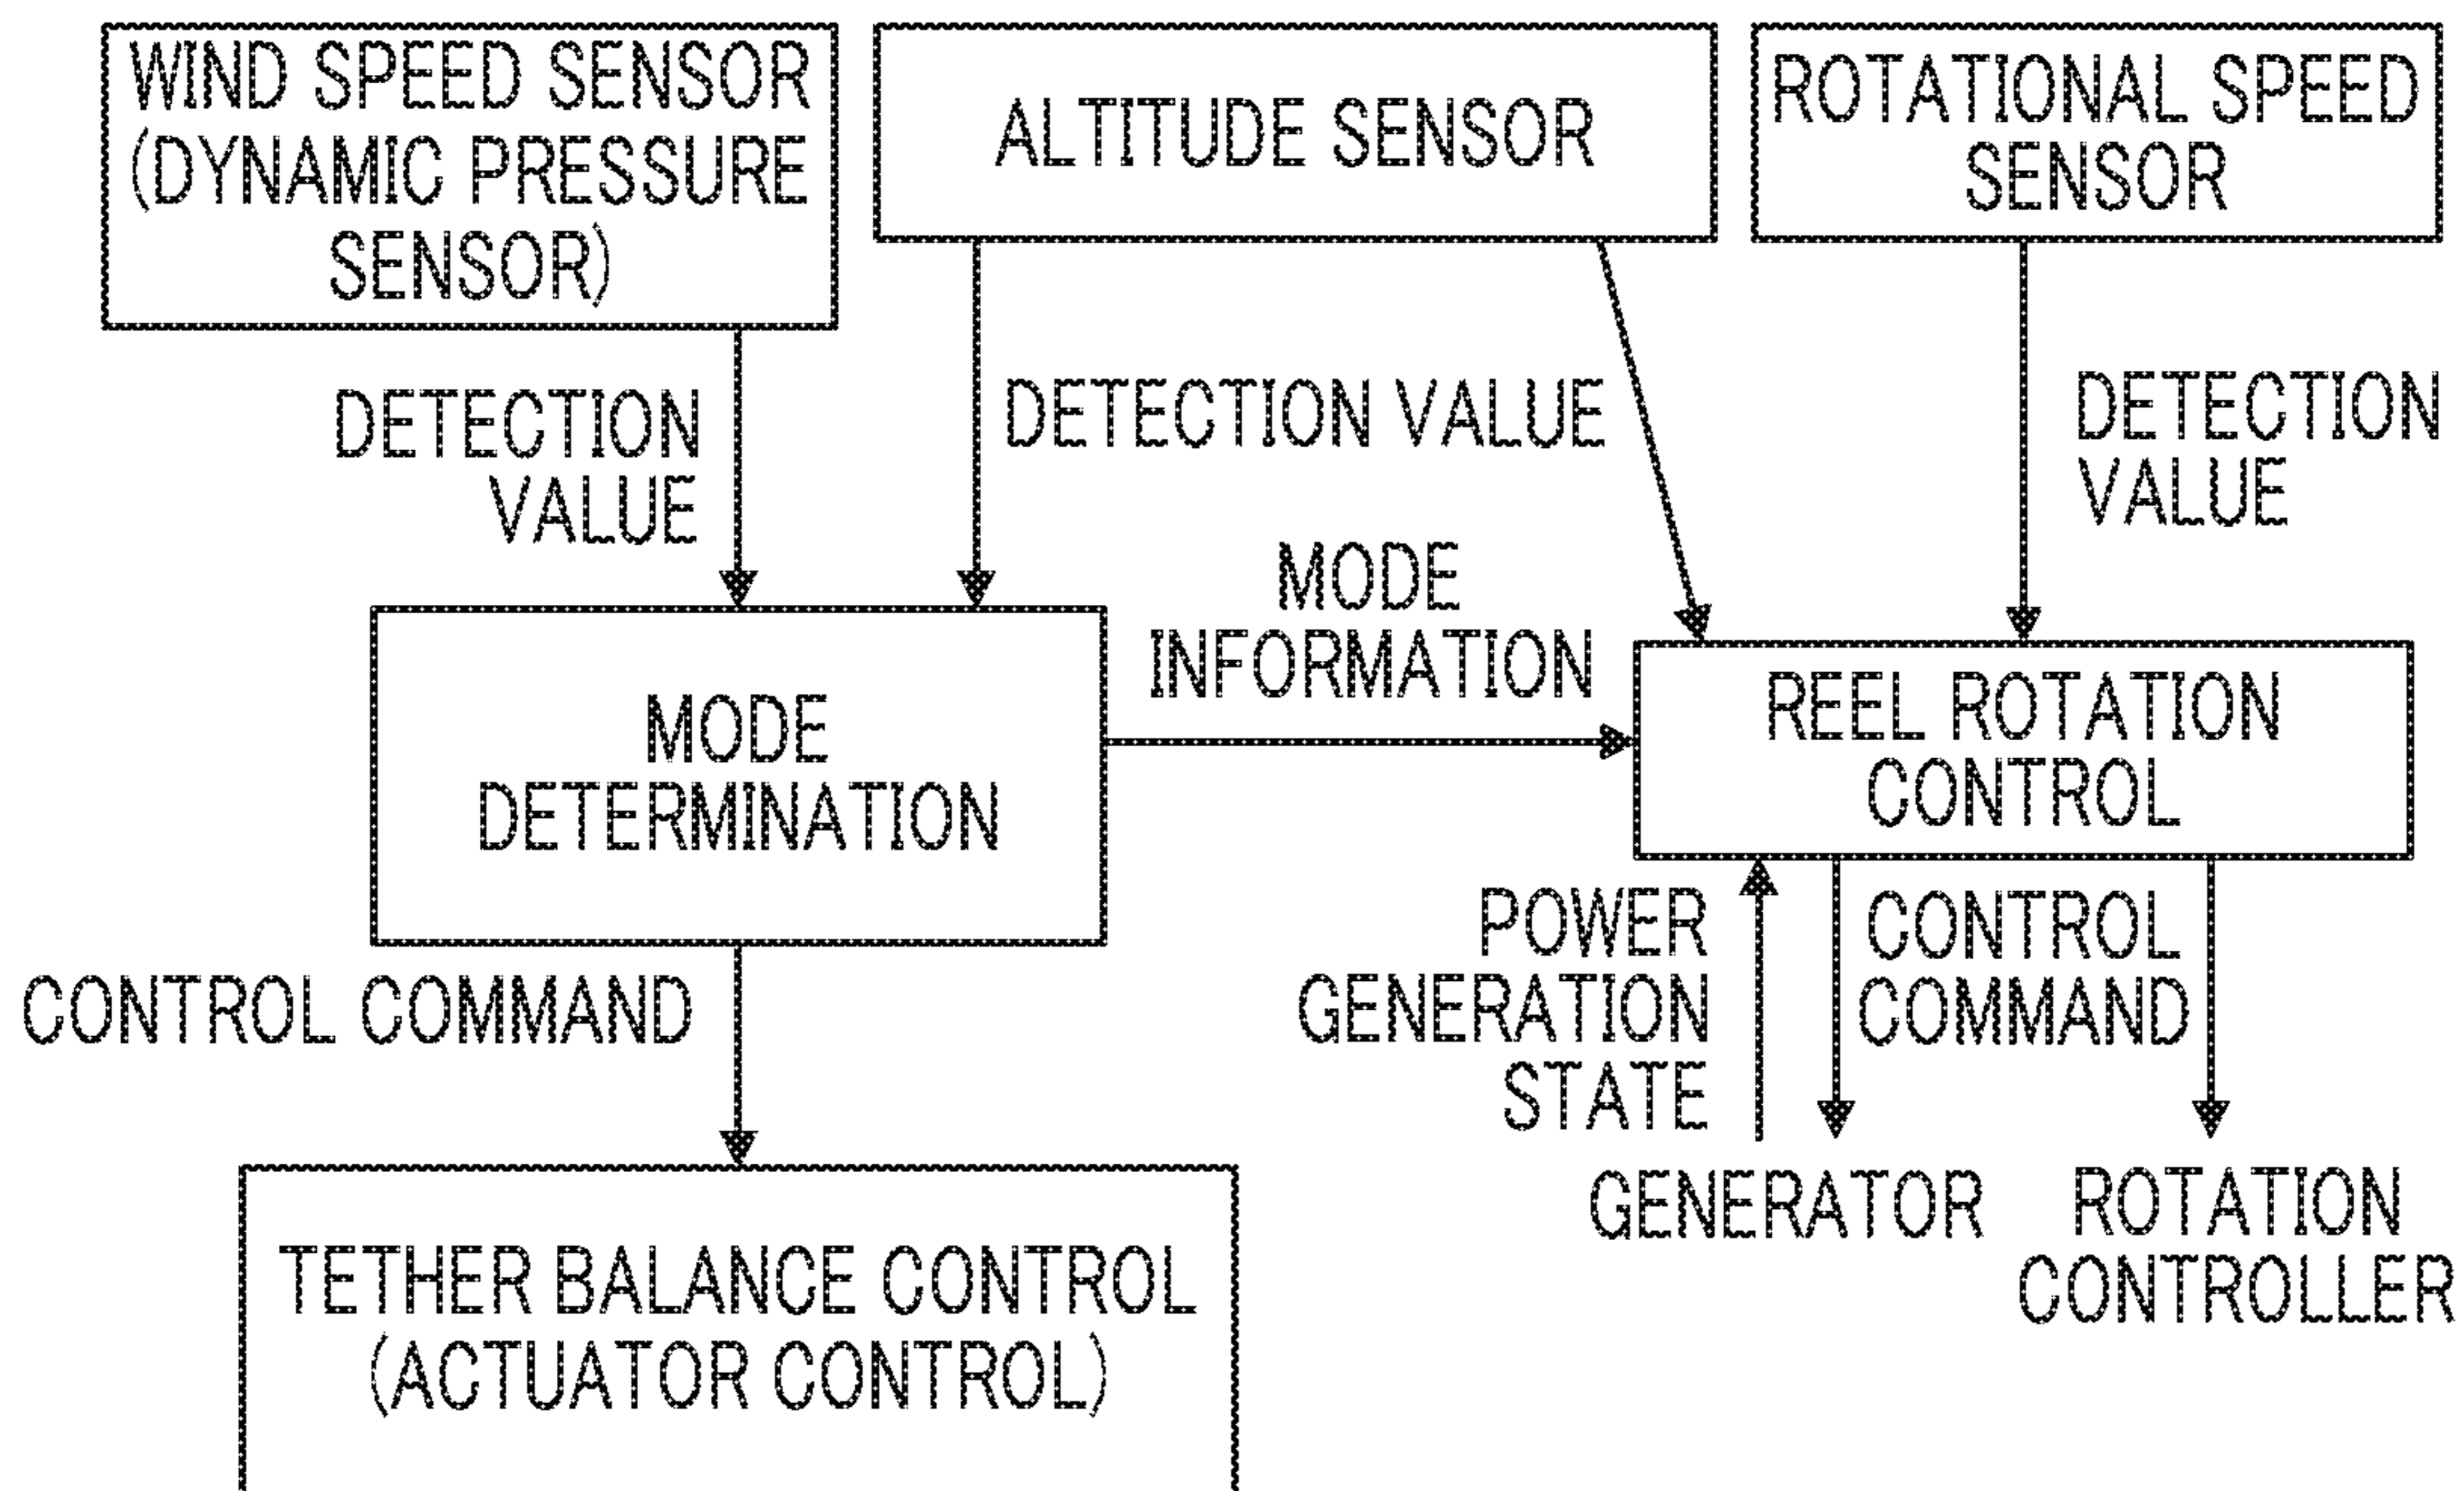 WIND SPEED SENSOR
(DYNAMIC PRESSURE
SENSOR)
ALTITUDE SENSOR
ROTATIONAL SPEED
SENSOR
DETECTION
VALUE
DETECTION VALUE
DETECTION
VALUE
MODE
INFORMATION
MODE
DETERMINATION
REEL ROTATION
CONTROL
CONTROL COMMAND
POWER
GENERATION
STATE
CONTROL
COMMAND
GENERATOR
ROTATION
CONTROLLER
TETHER BALANCE CONTROL
(ACTUATOR CONTROL)